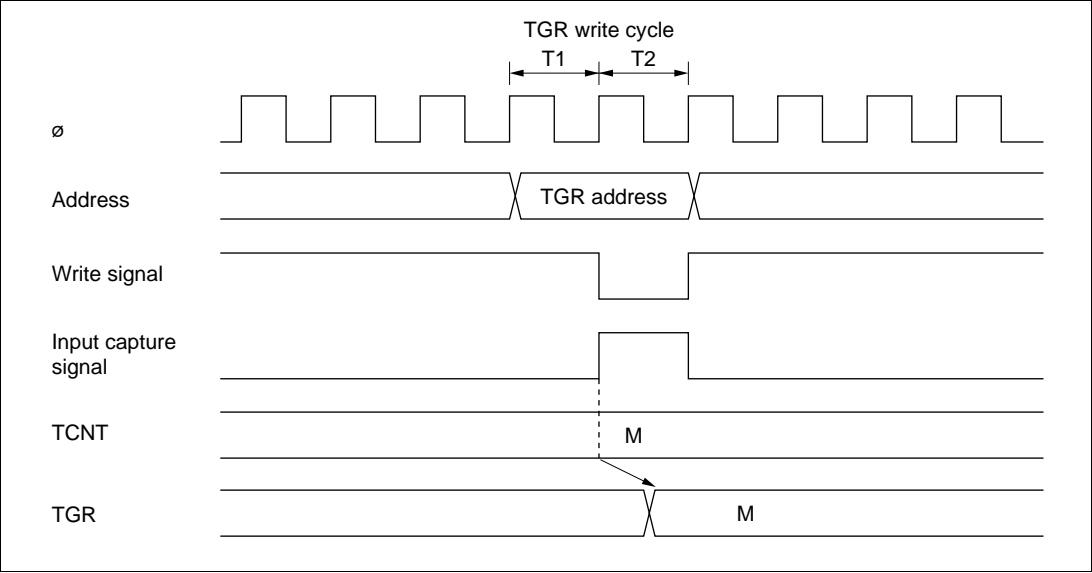 TGR write cycle
T1 T2
ø
Address TGR address
Write signal
Input capture
signal
TCNT M
TGR M